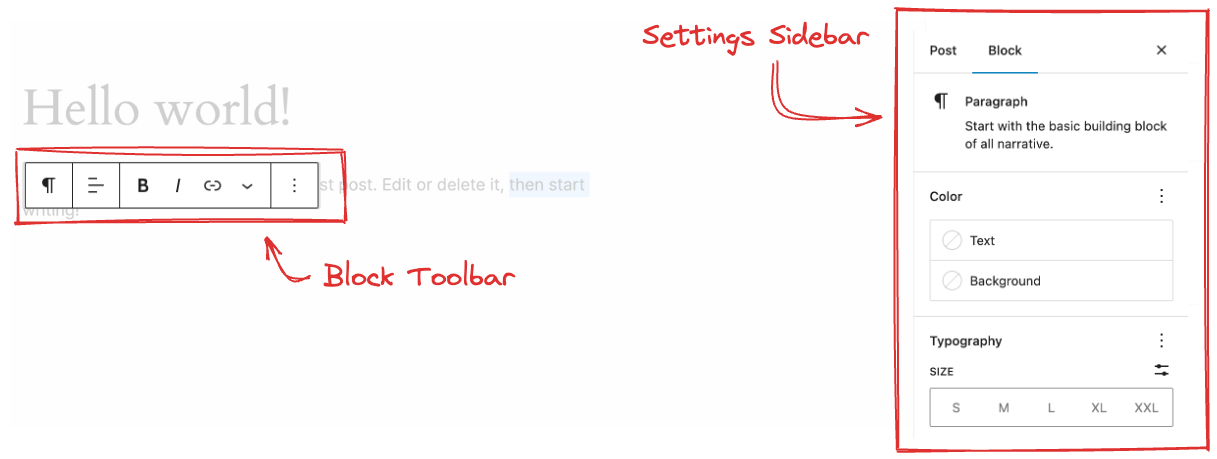 Settings Sidebar
Post Block
Hello world!
Paragraph
Start with the basic building block
of all narrative.
B I
st post. Edit or delete it, then start
writing!
Color
Text
Background
Block Toolbar
Typography
SIZE
S M L XL XXL